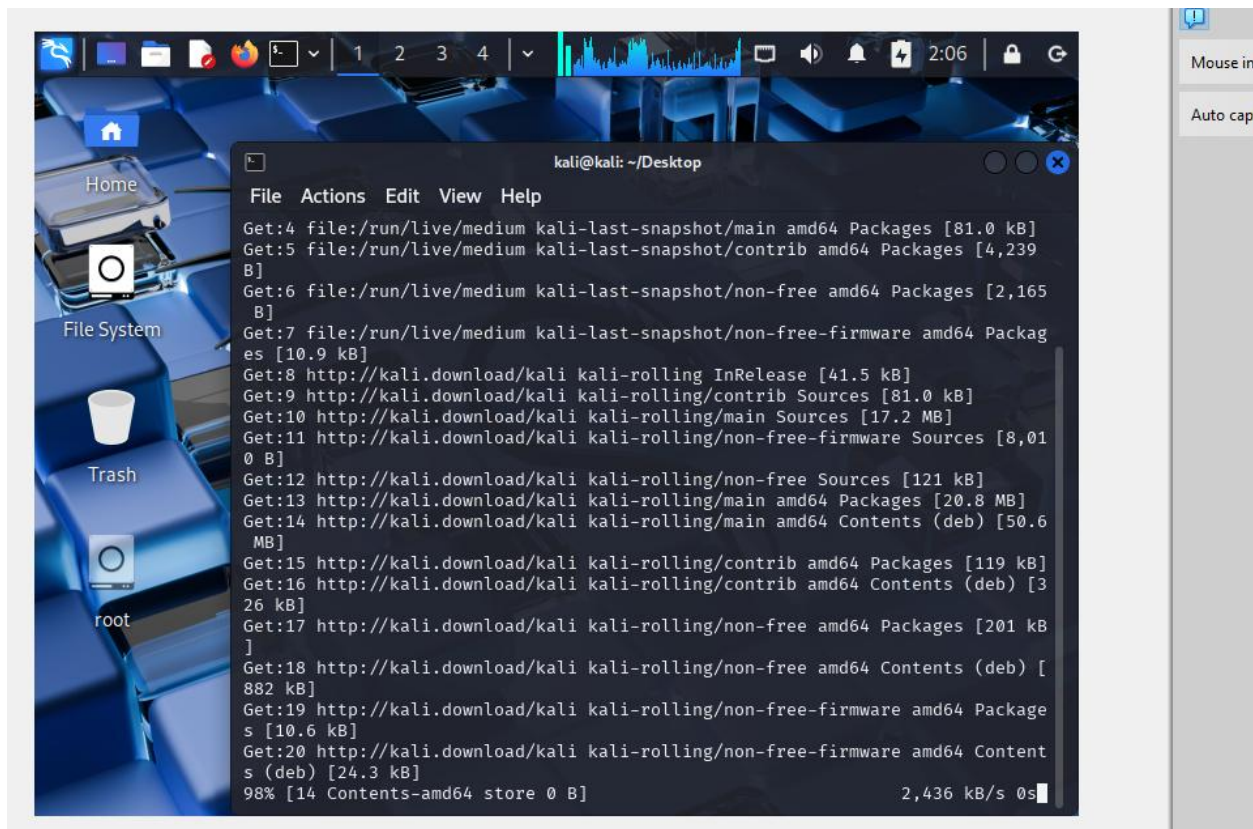 1 2 3 4
2:06
Mouse in
Auto cap
Home
File System
Trash
root
kali@kali: ~/Desktop
File Actions Edit View Help
Get:4 file:/run/live/medium kali-last-snapshot/main amd64 Packages [81.0 kB]
Get:5 file:/run/live/medium kali-last-snapshot/contrib amd64 Packages [4,239
B]
Get:6 file:/run/live/medium kali-last-snapshot/non-free amd64 Packages [2,165
B]
Get:7 file:/run/live/medium kali-last-snapshot/non-free-firmware amd64 Packag
es [10.9 kB]
Get:8 http://kali.download/kali kali-rolling InRelease [41.5 kB]
Get:9 http://kali.download/kali kali-rolling/contrib Sources [81.0 kB]
Get:10 http://kali.download/kali kali-rolling/main Sources [17.2 MB]
Get:11 http://kali.download/kali kali-rolling/non-free-firmware Sources [8,01
0 B]
Get:12 http://kali.download/kali kali-rolling/non-free Sources [121 kB]
Get:13 http://kali.download/kali kali-rolling/main amd64 Packages [20.8 MB]
Get:14 http://kali.download/kali kali-rolling/main amd64 Contents (deb) [50.6
MB]
Get:15 http://kali.download/kali kali-rolling/contrib amd64 Packages [119 kB]
Get:16 http://kali.download/kali kali-rolling/contrib amd64 Contents (deb) [3
26 kB]
Get:17 http://kali.download/kali kali-rolling/non-free amd64 Packages [201 kB
]
Get:18 http://kali.download/kali kali-rolling/non-free amd64 Contents (deb) [
882 kB]
Get:19 http://kali.download/kali kali-rolling/non-free-firmware amd64 Package
s [10.6 kB]
Get:20 http://kali.download/kali kali-rolling/non-free-firmware amd64 Content
s (deb) [24.3 kB]
98% [14 Contents-amd64 store 0 B] 2,436 kB/s 0s